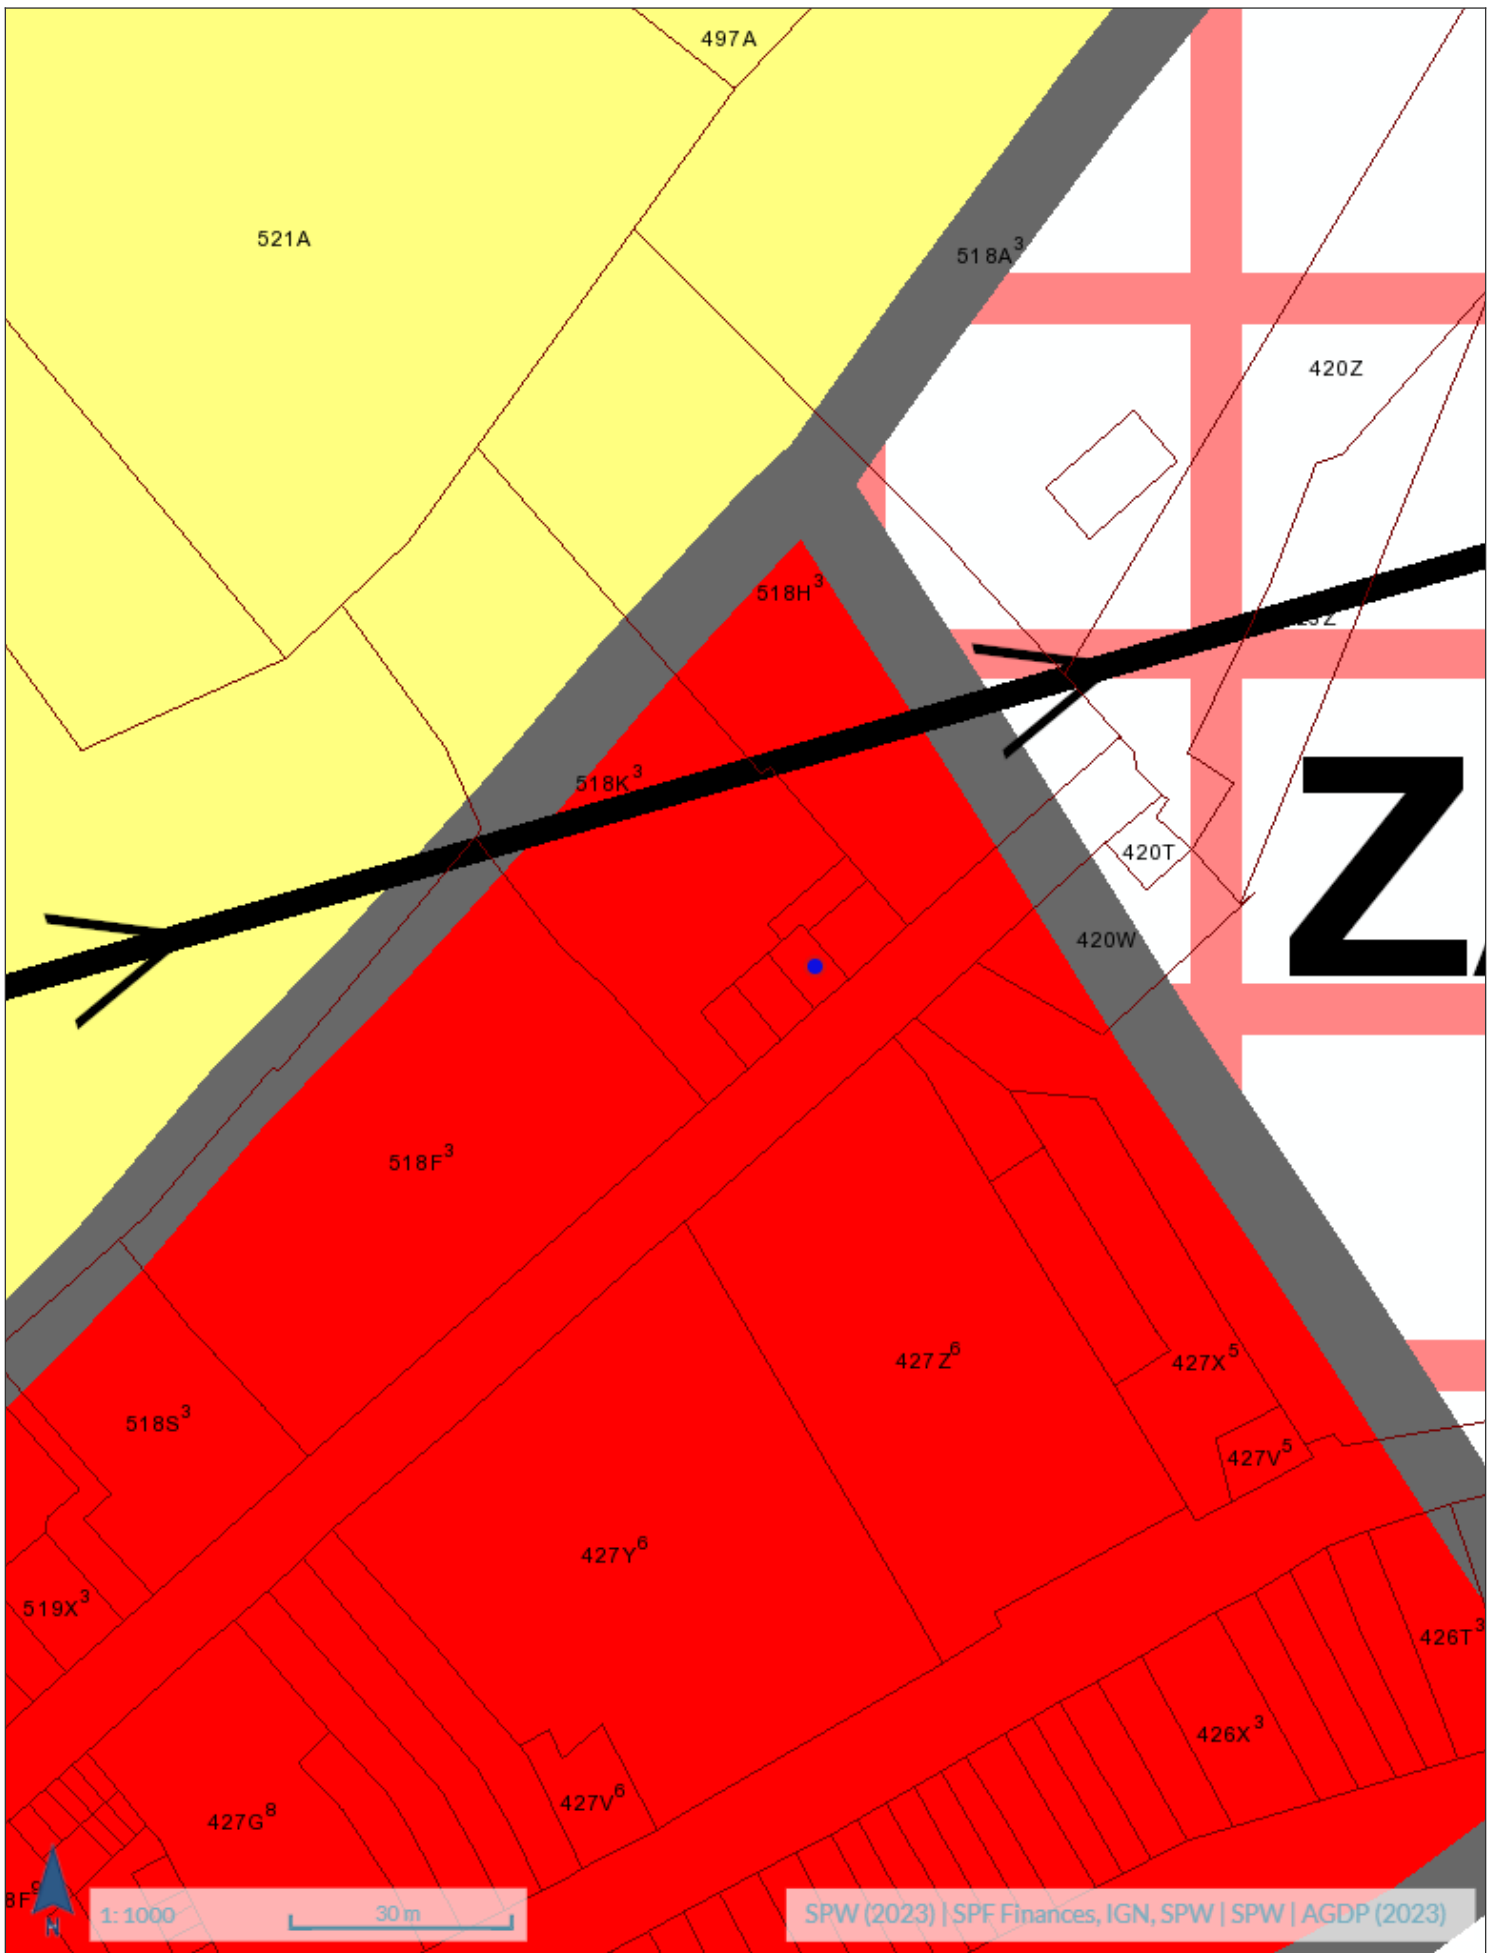 497A
521A
518A³
420Z
518H³
518K³
420T
Z
420W
518F³
427Z⁶
427X⁵
518S³
427V⁵
427Y⁶
519X³
426T³
426X³
427V⁶
427G⁸
N
1: 1000
30 m
SPW (2023) | SPF Finances, IGN, SPW | SPW | AGDP (2023)